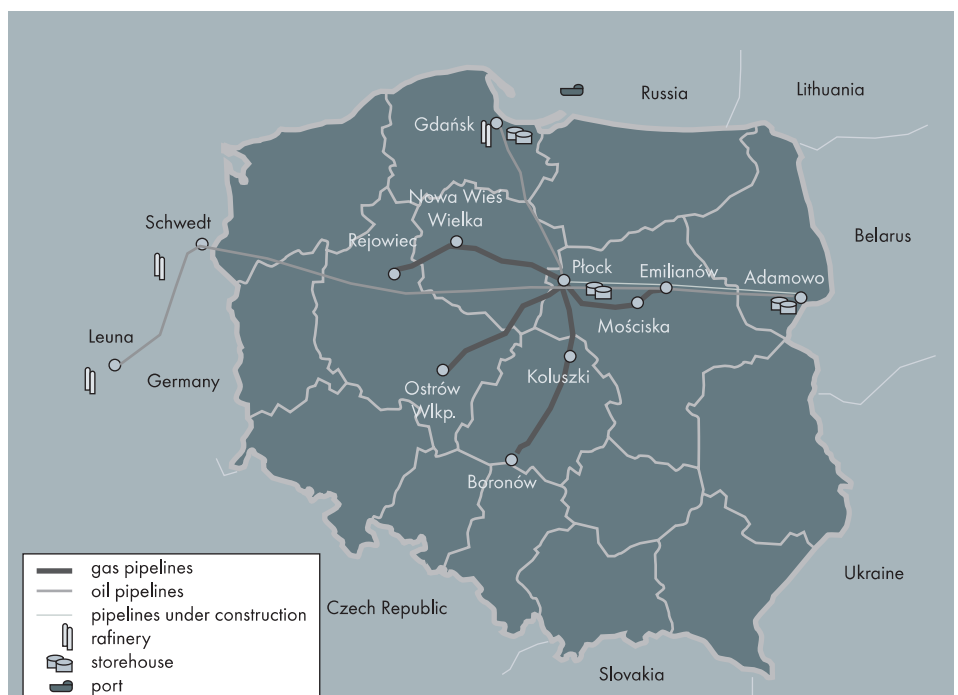 Russia
Lithuania
Gdańsk
Nowa Wieś
Wielka
Schwedt
Rejowiec
Belarus
Płock
Emilianów
Adamowo
Mościska
Leuna
Germany
Ostrów
Wlkp.
Koluszki
Boronów
gas pipelines
oil pipelines
pipelines under construction
rafinery
storehouse
port
Czech Republic
Ukraine
Slovakia